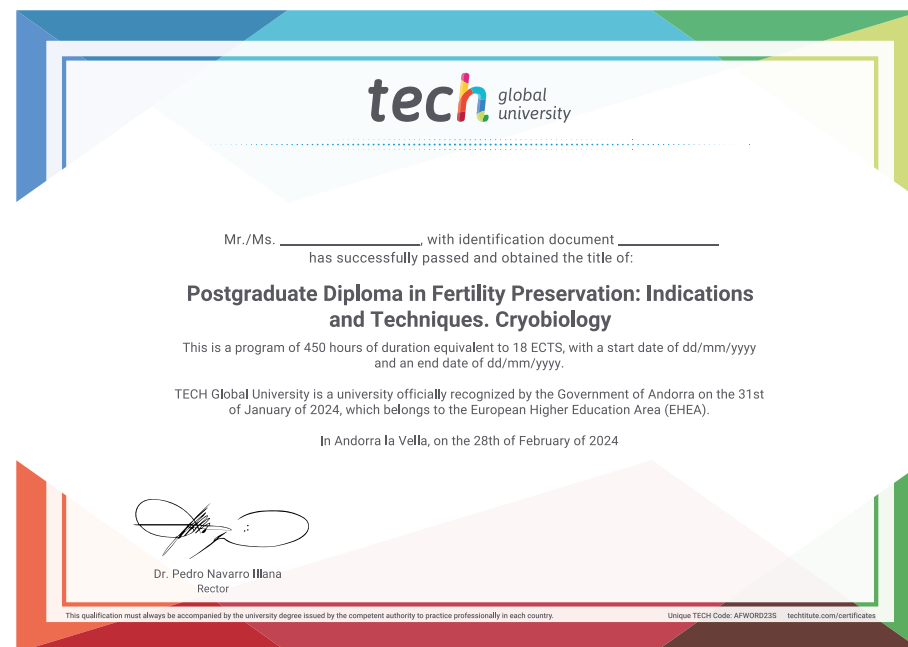 tech global
university
Mr./Ms. ____________, with identification document ____________
has successfully passed and obtained the title of:
Postgraduate Diploma in Fertility Preservation: Indications
and Techniques. Cryobiology
This is a program of 450 hours of duration equivalent to 18 ECTS, with a start date of dd/mm/yyyy
and an end date of dd/mm/yyyy.
TECH Global University is a university officially recognized by the Government of Andorra on the 31st
of January of 2024, which belongs to the European Higher Education Area (EHEA).
In Andorra la Vella, on the 28th of February of 2024
Dr. Pedro Navarro Illana
Rector
This qualification must always be accompanied by the university degree issued by the competent authority to practice professionally in each country.
Unique TECH Code: AFWORD23S techtitute.com/certificates